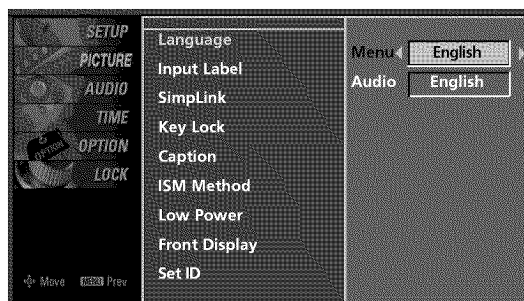 SETUP
PICTURE
AUDIO
TIME
OPTION
LOCK
Move MENU Prev
Language
Input Label
SimpLink
Key Lock
Caption
ISM Method
Low Power
Front Display
Set ID
Menu English
Audio English